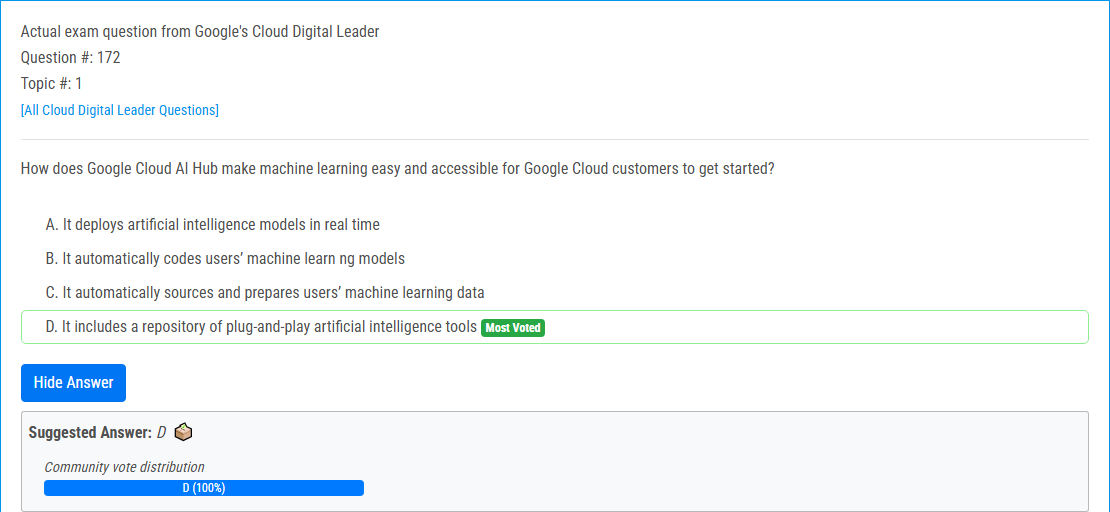 Actual exam question from Google's Cloud Digital Leader
Question #: 172
Topic #: 1
[All Cloud Digital Leader Questions]
How does Google Cloud AI Hub make machine learning easy and accessible for Google Cloud customers to get started?
A. It deploys artificial intelligence models in real time
B. It automatically codes users’ machine learn ng models
C. It automatically sources and prepares users’ machine learning data
D. It includes a repository of plug-and-play artificial intelligence tools Most Voted
Hide Answer
Suggested Answer: D
Community vote distribution
D (100%)